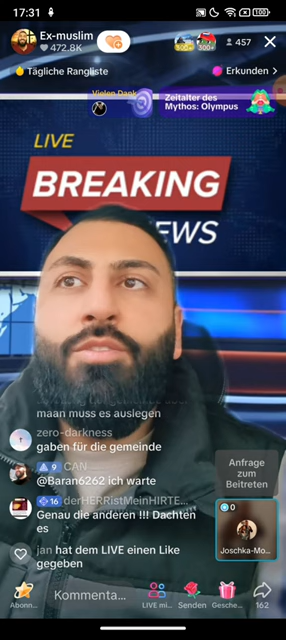 17:31
Ex-muslim
472.8K
500+
300+
457
Tägliche Rangliste
Erkunden >
Vielen Dank
Zeitalter des
Mythos: Olympus
LIVE
BREAKING
NEWS
maan muss es auslegen
zero-darkness
gaben für die gemeinde
9 CAN
@Baran6262 ich warte
16 derHERRistMeinHIRTE...
Genau die anderen !!! Dachten
es
jan hat dem LIVE einen Like
gegeben
Anfrage
zum
Beitreten
0
Joschka-Mo...
Kommenta...
Abonn...
LIVE mi...
Senden
Gesche...
162